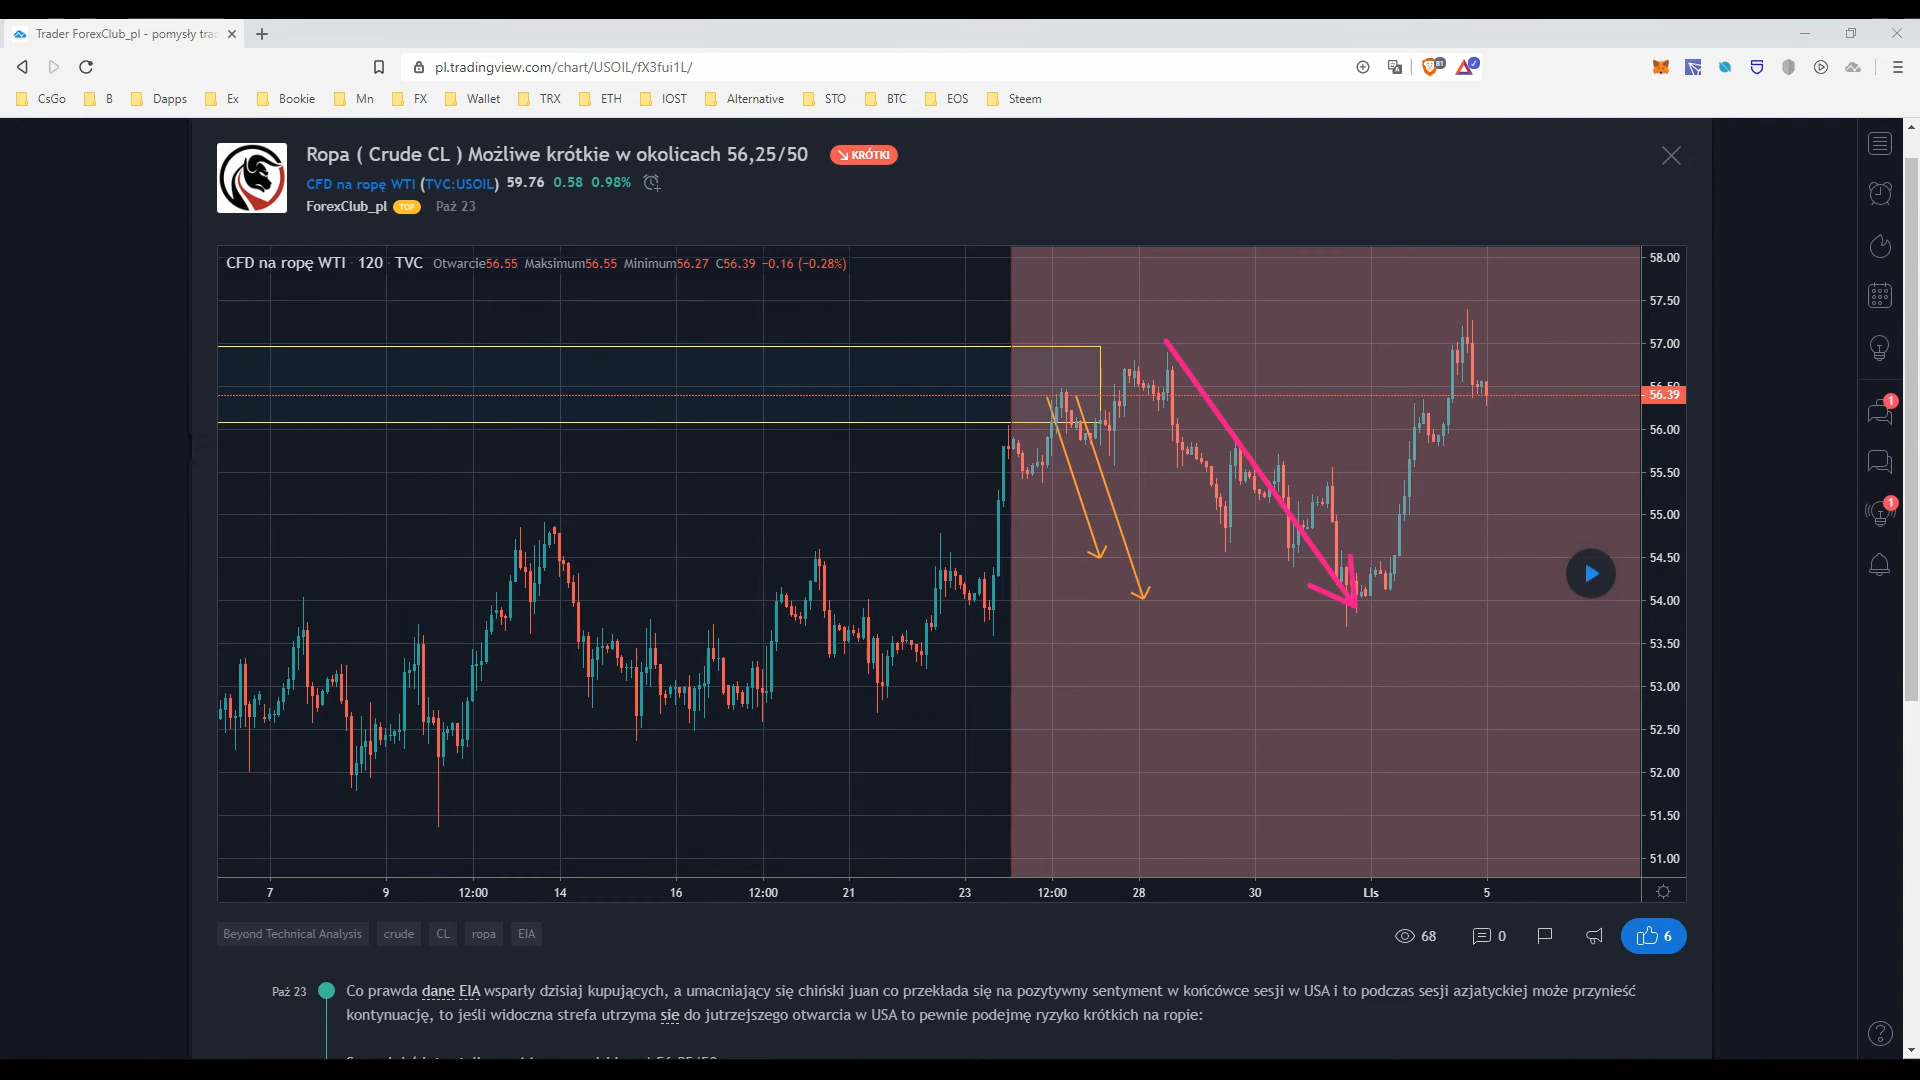 Trader ForexClub_pl - pomysły trac
pl.tradingview.com/chart/USOIL/fX3fui1L/
81
CsGo B Dapps Ex Bookie Mn FX Wallet TRX ETH IOST Alternative STO BTC EOS Steem
Ropa ( Crude CL ) Możliwe krótkie w okolicach 56,25/50 KRÓTKI
CFD na ropę WTI (TVC:USOIL) 59.76 0.58 0.98%
ForexClub_pl TOP Paź 23
CFD na ropę WTI 120 TVC Otwarcie56.55 Maksimum56.55 Minimum56.27 C56.39 −0.16 (−0.28%)
58.00
57.50
57.00
56.50
56.39
56.00
55.50
55.00
54.50
54.00
53.50
53.00
52.50
52.00
51.50
51.00
7 9 12:00 14 16 12:00 21 23 12:00 28 30 Lis 5
1
1
Beyond Technical Analysis crude CL ropa EIA
68 0 6
Paź 23 Co prawda dane EIA wsparły dzisiaj kupujących, a umacniający się chiński juan co przekłada się na pozytywny sentyment w końcówce sesji w USA i to podczas sesji azjatyckiej może przynieść
kontynuację, to jeśli widoczna strefa utrzyma sie do jutrzejszego otwarcia w USA to pewnie podejmę ryzyko krótkich na ropie: